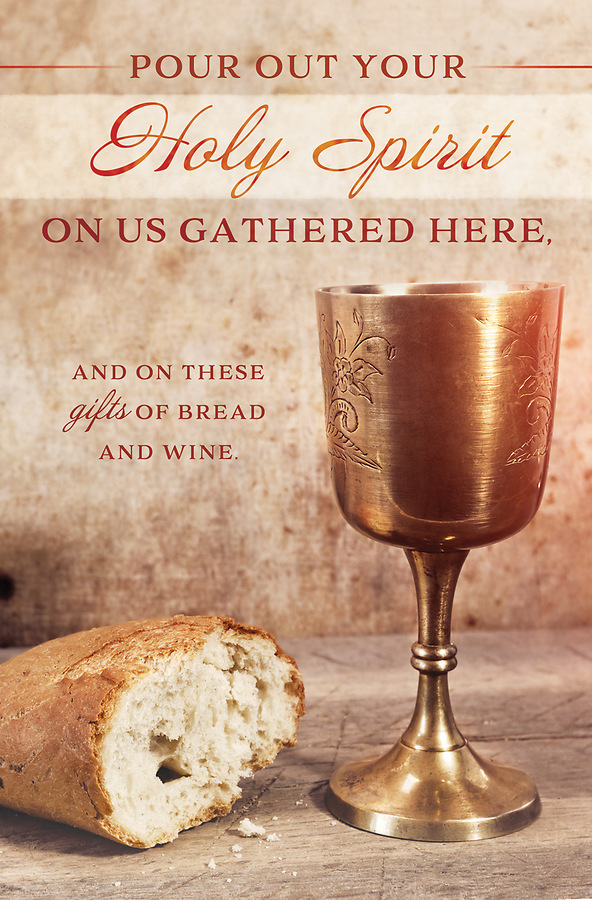 POUR OUT YOUR
Holy Spirit
ON US GATHERED HERE,
AND ON THESE
gifts OF BREAD
AND WINE.